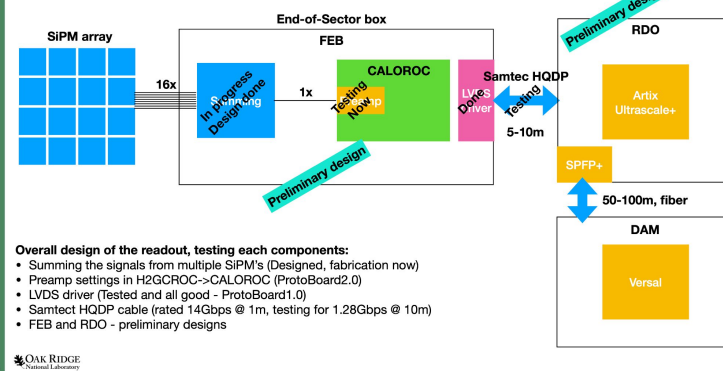 End-of-Sector box
SiPM array
FEB
Preliminary design
RDO
16x
Summing
In progress
Design done
1x
CALOROC
Preamp
Testing
Now
LVDS
driver
Done
Samtec HQDP
Testing
5-10m
Artix
Ultrascale+
SPFP+
Preliminary design
50-100m, fiber
DAM
Versal
Overall design of the readout, testing each components:
• Summing the signals from multiple SiPM's (Designed, fabrication now)
• Preamp settings in H2GCROC->CALOROC (ProtoBoard2.0)
• LVDS driver (Tested and all good - ProtoBoard1.0)
• Samtect HQDP cable (rated 14Gbps @ 1m, testing for 1.28Gbps @ 10m)
• FEB and RDO - preliminary designs
OAK RIDGE
National Laboratory